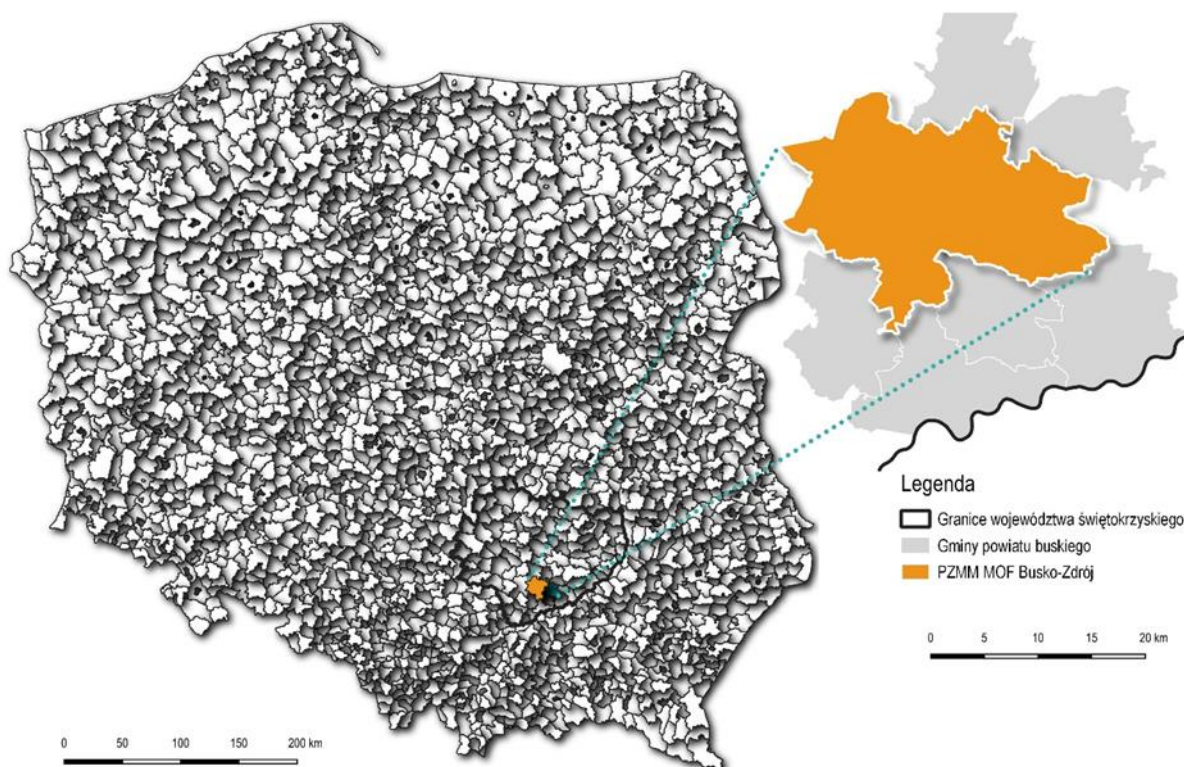 Legenda
Granice województwa świętokrzyskiego
Gminy powiatu buskiego
PZMM MOF Busko-Zdrój
0 5 10 15 20 km
0 50 100 150 200 km